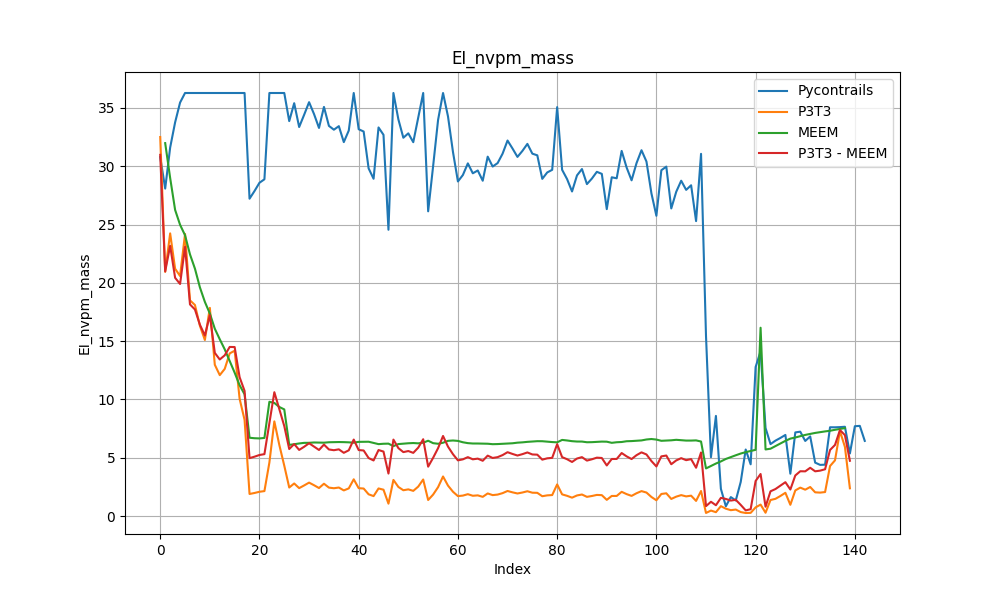 EI_nvpm_mass
Pycontrails
P3T3
MEEM
P3T3 - MEEM
EI_nvpm_mass
35
30
25
20
15
10
5
0
0 20 40 60 80 100 120 140
Index